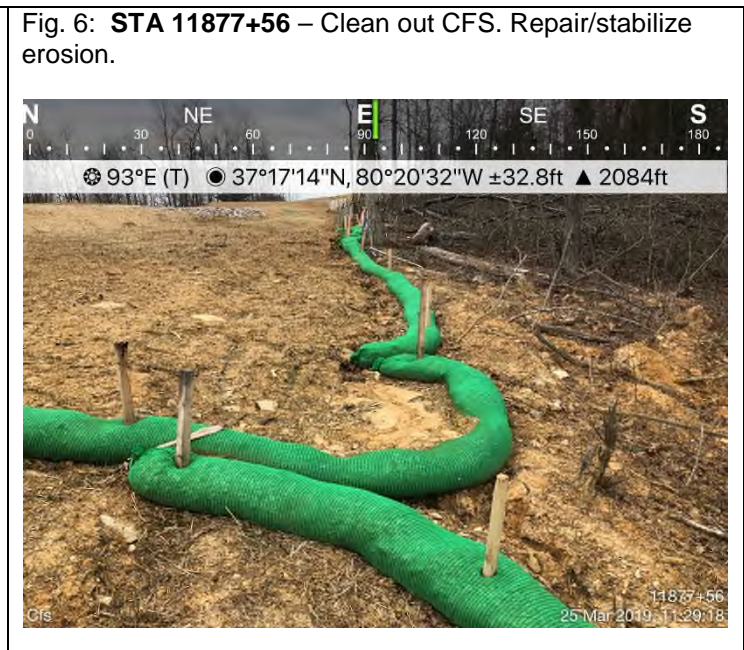 Fig. 6: STA 11877+56 – Clean out CFS. Repair/stabilize
erosion.
N NE E SE S
0 30 60 90 120 150 180
93°E (T) 37°17'14"N, 80°20'32"W ±32.8ft ▲ 2084ft
11877+56
Cfs 25 Mar 2019, 11:29:18